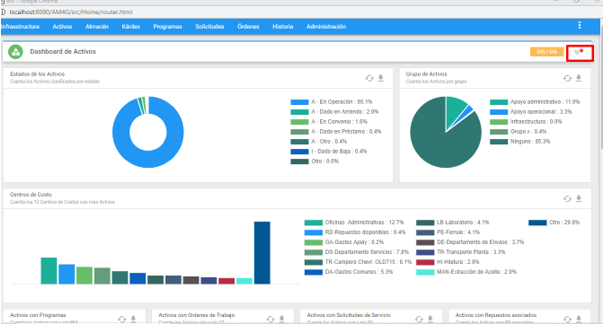 Google Chrome
localhost:8080/AM4G/src/Home/router.html
Infraestructura Activos Almacén Kárdex Programas Solicitudes Órdenes Historia Administración
Dashboard de Activos
Estados de los Activos
Cuenta los Activos clasificados por estado
A - En Operación : 95.1%
A - Dado en Arriendo : 2.0%
A - En Convenio : 1.6%
A - Dado en Préstamo : 0.4%
A - Otro : 0.4%
I - Dado de Baja : 0.4%
Otro : 0.0%
Grupo de Activos
Cuenta los Activos por grupo
Apoyo administrativo : 11.0%
Apoyo operacional : 3.3%
Infraestructura : 0.0%
Grupo x : 0.4%
Ninguno : 85.3%
Centros de Costo
Cuenta los 12 Centros de Costos con mas Activos
Oficinas Administrativas : 12.7%
RD-Repuestos disponibles : 9.4%
GA-Gastos Apiay : 8.2%
DS-Departamento Servicios : 7.8%
TR-Campero Chevr. OLD715 : 6.1%
DA-Gastos Comunes : 5.3%
LB-Laboratorio : 4.1%
PE-Ferrule : 4.1%
DE-Departamento de Envase : 3.7%
TR-Transporte Planta : 3.3%
HI-Hilatura : 2.9%
MAN-Extracción de Aceite : 2.9%
Otro : 29.8%
Activos con Programas
Activos con Ordenes de Trabajo
Activos con Solicitudes de Servicio
Activos con Repuestos asociados